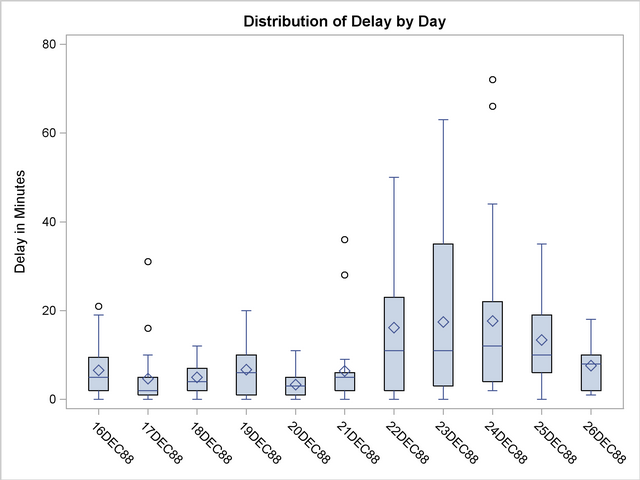 Distribution of Delay by Day
80
60
40
20
0
Delay in Minutes
16DEC88
17DEC88
18DEC88
19DEC88
20DEC88
21DEC88
22DEC88
23DEC88
24DEC88
25DEC88
26DEC88